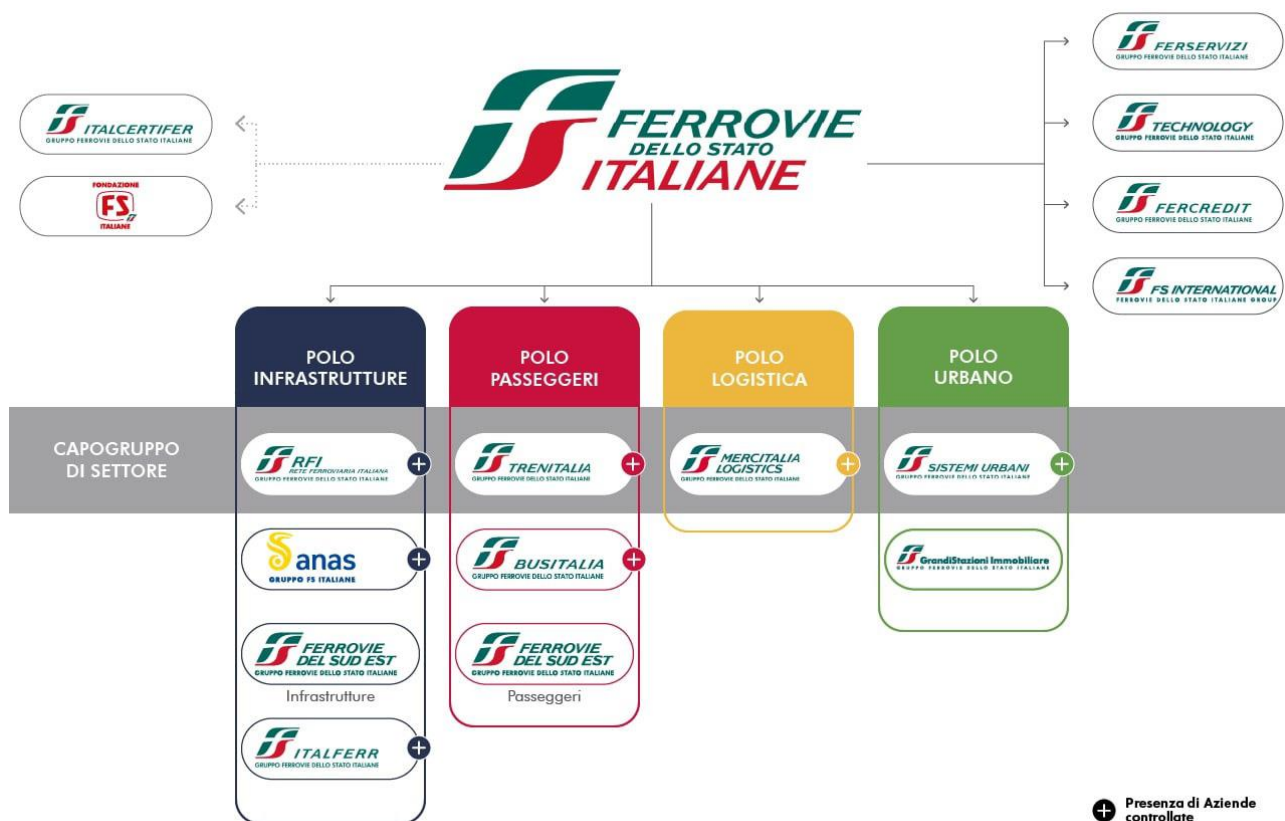 FERROVIE
DELLO STATO
ITALIANE
ITALCERTIFER
GRUPPO FERROVIE DELLO STATO ITALIANE
FONDAZIONE
FS
ITALIANE
FERSERVIZI
GRUPPO FERROVIE DELLO STATO ITALIANE
TECHNOLOGY
GRUPPO FERROVIE DELLO STATO ITALIANE
FERCREDIT
GRUPPO FERROVIE DELLO STATO ITALIANE
FS INTERNATIONAL
FERROVIE DELLO STATO ITALIANE GROUP
POLO
INFRASTRUTTURE
POLO
PASSEGGERI
POLO
LOGISTICA
POLO
URBANO
CAPOGRUPPO
DI SETTORE
RFI
RETE FERROVIARIA ITALIANA
GRUPPO FERROVIE DELLO STATO ITALIANE
TRENITALIA
GRUPPO FERROVIE DELLO STATO ITALIANE
MERCITALIA
LOGISTICS
GRUPPO FERROVIE DELLO STATO ITALIANE
SISTEMI URBANI
GRUPPO FERROVIE DELLO STATO ITALIANE
anas
GRUPPO FS ITALIANE
BUSITALIA
GRUPPO FERROVIE DELLO STATO ITALIANE
GrandiStazioni Immobiliare
GRUPPO FERROVIE DELLO STATO ITALIANE
FERROVIE
DEL SUD EST
GRUPPO FERROVIE DELLO STATO ITALIANE
Infrastrutture
FERROVIE
DEL SUD EST
GRUPPO FERROVIE DELLO STATO ITALIANE
Passeggeri
ITALFERR
GRUPPO FERROVIE DELLO STATO ITALIANE
Presenza di Aziende
controllate